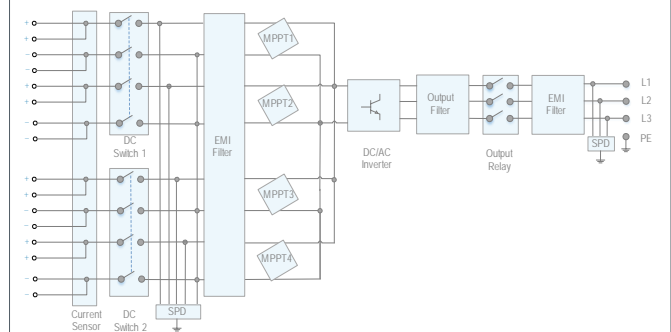 +
+
−
−
+
+
−
−
+
+
−
−
+
+
−
−
Current
Sensor
DC
Switch 1
DC
Switch 2
SPD
EMI
Filter
MPPT1
MPPT2
MPPT3
MPPT4
DC/AC
Inverter
Output
Filter
Output
Relay
EMI
Filter
SPD
L1
L2
L3
PE